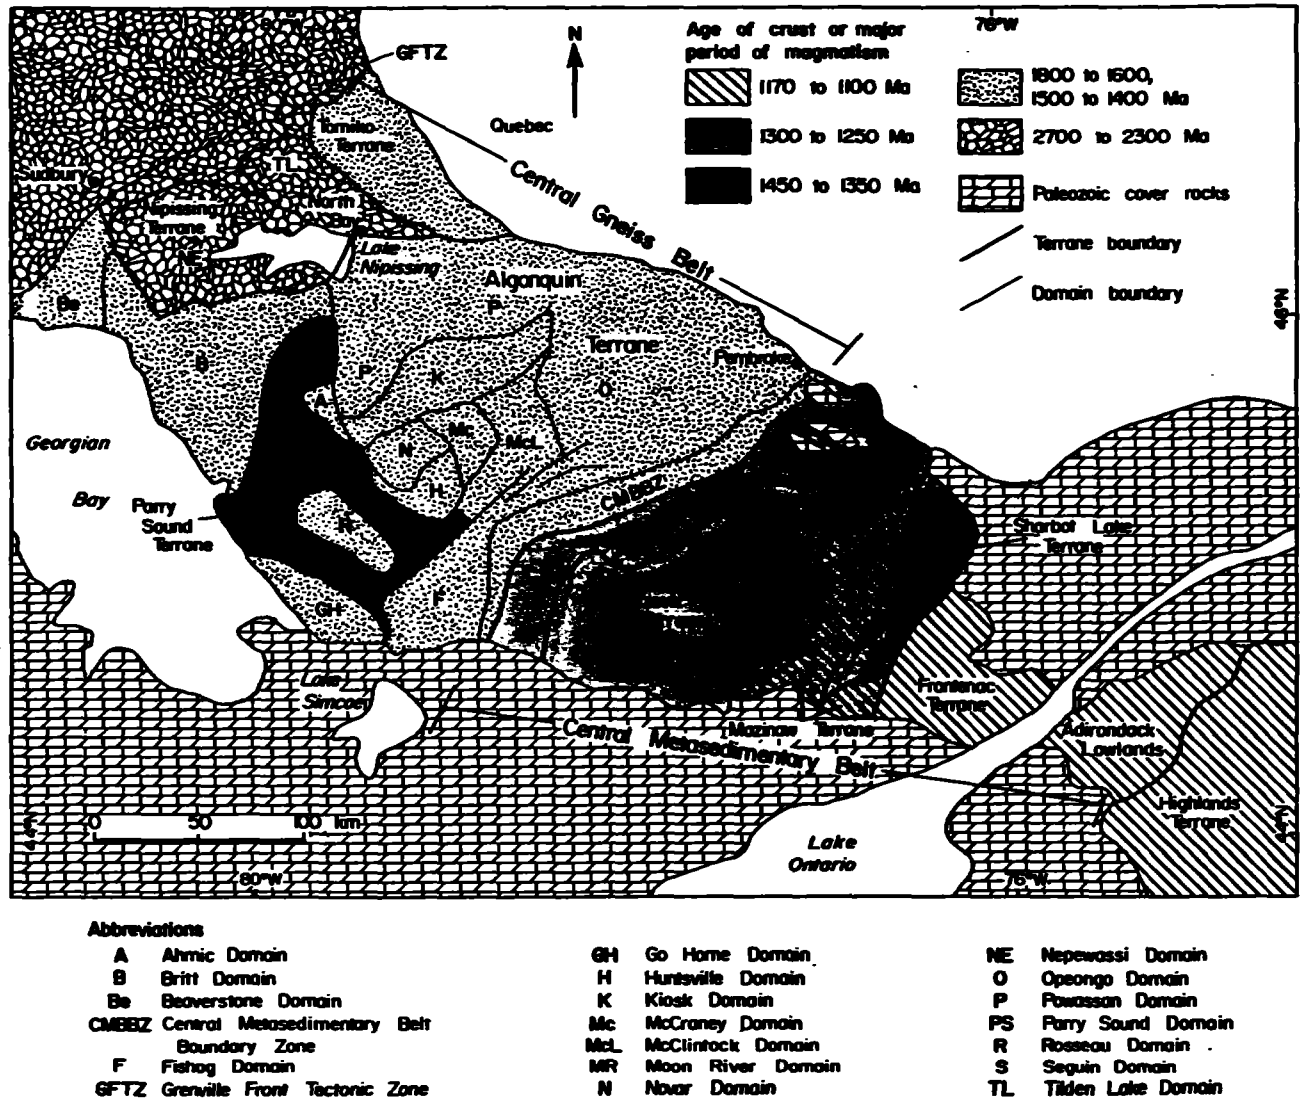 80°W
76°W
GFTZ
N
Quebec
Age of crust or major
period of magmatism
1170 to 1100 Ma
1300 to 1250 Ma
1450 to 1350 Ma
1800 to 1600,
1500 to 1400 Ma
2700 to 2300 Ma
Paleozoic cover rocks
Terrane boundary
Domain boundary
Tomiko
Terrane
Sudbury
TL
North
Bay
Nipissing
Terrane
NE
Lake
Nipissing
Central Gneiss Belt
Algonquin
Terrane
Pembroke
46°N
Be
B
P
P
K
O
A
N
Mc
McL
H
R
F
GH
CMBBZ
Georgian
Bay
Parry
Sound
Terrane
Sharbot Lake
Terrane
Lake
Simcoe
Frontenac
Terrane
Mazinaw Terrane
Central Metasedimentary Belt
Adirondack
Lowlands
Highlands
Terrane
Lake
Ontario
44°N
44°N
0 50 100 km
80°W
76°W
Abbreviations
A Ahmic Domain
B Britt Domain
Be Beaverstone Domain
CMBBZ Central Metasedimentary Belt
Boundary Zone
F Fishog Domain
GFTZ Grenville Front Tectonic Zone
GH Go Home Domain
H Huntsville Domain
K Kiosk Domain
Mc McCraney Domain
McL McClintock Domain
MR Moon River Domain
N Novar Domain
NE Nepewassi Domain
O Opeongo Domain
P Powassan Domain
PS Parry Sound Domain
R Rosseau Domain
S Seguin Domain
TL Tilden Lake Domain